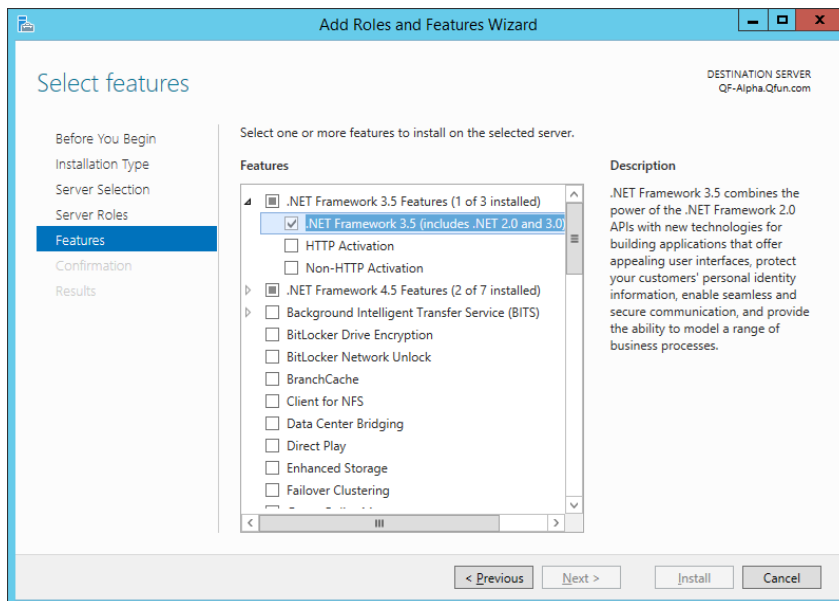 Add Roles and Features Wizard
Select features
DESTINATION SERVER
QF-Alpha.Qfun.com
Before You Begin
Installation Type
Server Selection
Server Roles
Features
Confirmation
Results
Select one or more features to install on the selected server.
Features
.NET Framework 3.5 Features (1 of 3 installed)
.NET Framework 3.5 (includes .NET 2.0 and 3.0)
HTTP Activation
Non-HTTP Activation
.NET Framework 4.5 Features (2 of 7 installed)
Background Intelligent Transfer Service (BITS)
BitLocker Drive Encryption
BitLocker Network Unlock
BranchCache
Client for NFS
Data Center Bridging
Direct Play
Enhanced Storage
Failover Clustering
Description
.NET Framework 3.5 combines the
power of the .NET Framework 2.0
APIs with new technologies for
building applications that offer
appealing user interfaces, protect
your customers' personal identity
information, enable seamless and
secure communication, and provide
the ability to model a range of
business processes.
< Previous
Next >
Install
Cancel